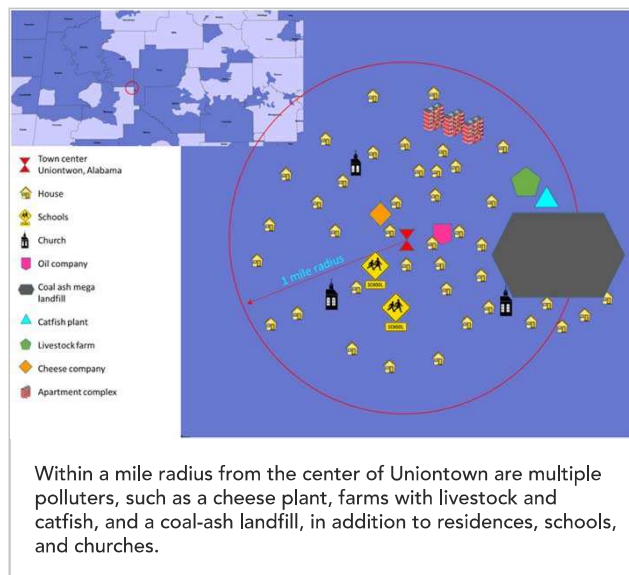 Town center
Uniontwon, Alabama
House
Schools
Church
Oil company
Coal ash mega
landfill
Catfish plant
Livestock farm
Cheese company
Apartment complex
1 mile radius
SCHOOL
SCHOOL
Within a mile radius from the center of Uniontown are multiple
polluters, such as a cheese plant, farms with livestock and
catfish, and a coal-ash landfill, in addition to residences, schools,
and churches.